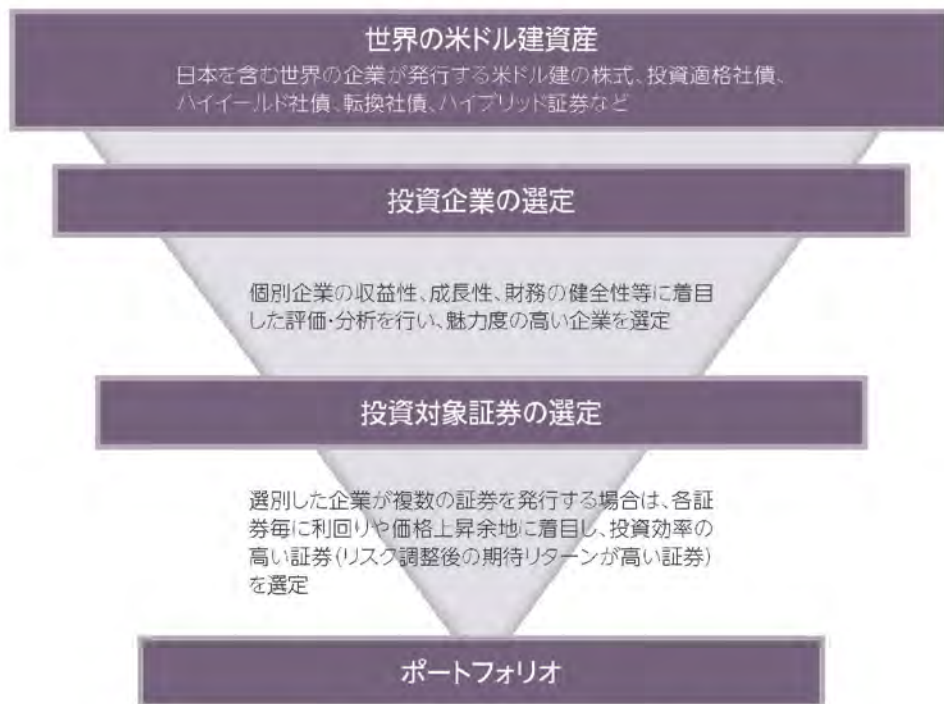 世界の米ドル建資産
日本を含む世界の企業が発行する米ドル建の株式、投資適格社債、
ハイイールド社債、転換社債、ハイブリッド証券など
投資企業の選定
個別企業の収益性、成長性、財務の健全性等に着目
した評価・分析を行い、魅力度の高い企業を選定
投資対象証券の選定
選別した企業が複数の証券を発行する場合は、各証
券毎に利回りや価格上昇余地に着目し、投資効率の
高い証券(リスク調整後の期待リターンが高い証券)
を選定
ポートフォリオ